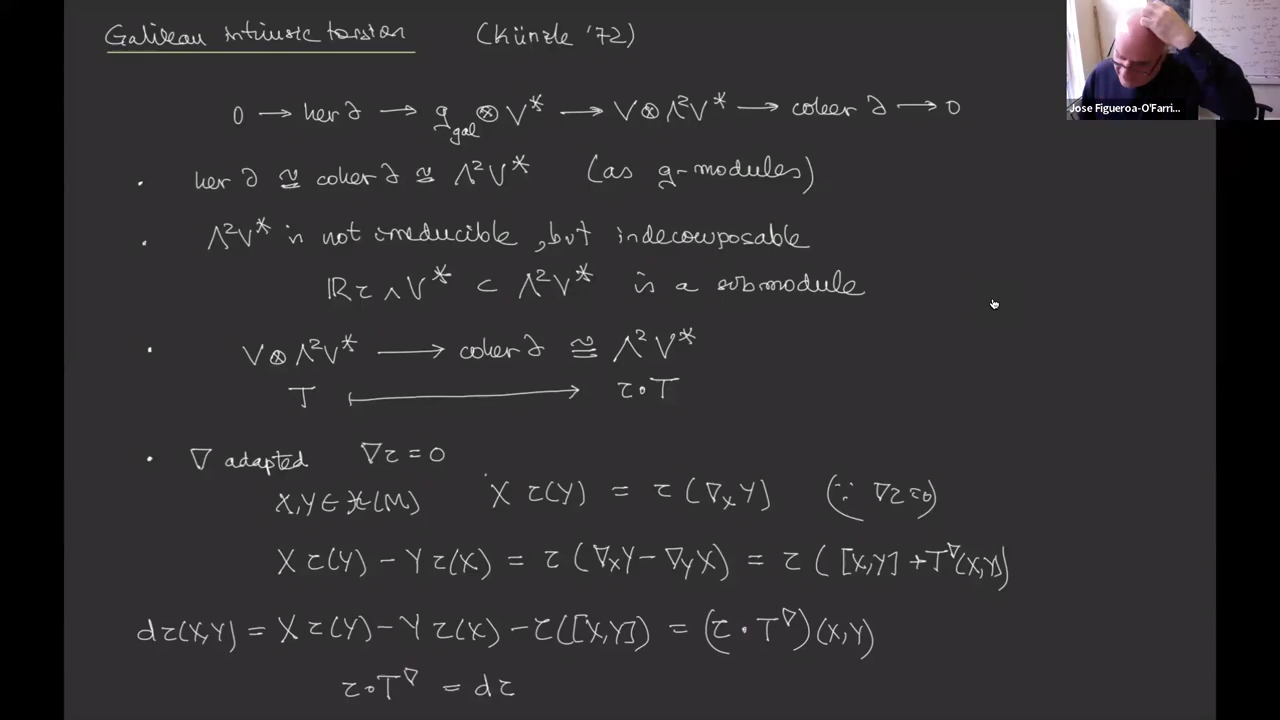 Galilean intrinsic torsion (Künzle '72)
0 → ker ∂ → g_gal ⊗ V* → V⊗Λ²V* → coker ∂ → 0
· ker ∂ ≅ coker ∂ ≅ Λ²V* (as g-modules)
· Λ²V* is not irreducible, but indecomposable
ℝτ ∧ V* ⊂ Λ²V* is a submodule
· V⊗Λ²V* → coker ∂ ≅ Λ²V*
T ↦ τ∘T
· ∇ adapted ∇τ = 0
X,Y ∈ 𝔛(M) X τ(Y) = τ(∇_X Y) (∵ ∇τ=0)
X τ(Y) − Y τ(X) = τ(∇_X Y − ∇_Y X) = τ([X,Y] + T^∇(X,Y))
dτ(X,Y) = X τ(Y) − Y τ(X) − τ([X,Y]) = (τ∘T^∇)(X,Y)
τ∘T^∇ = dτ
Jose Figueroa-O'Farri...